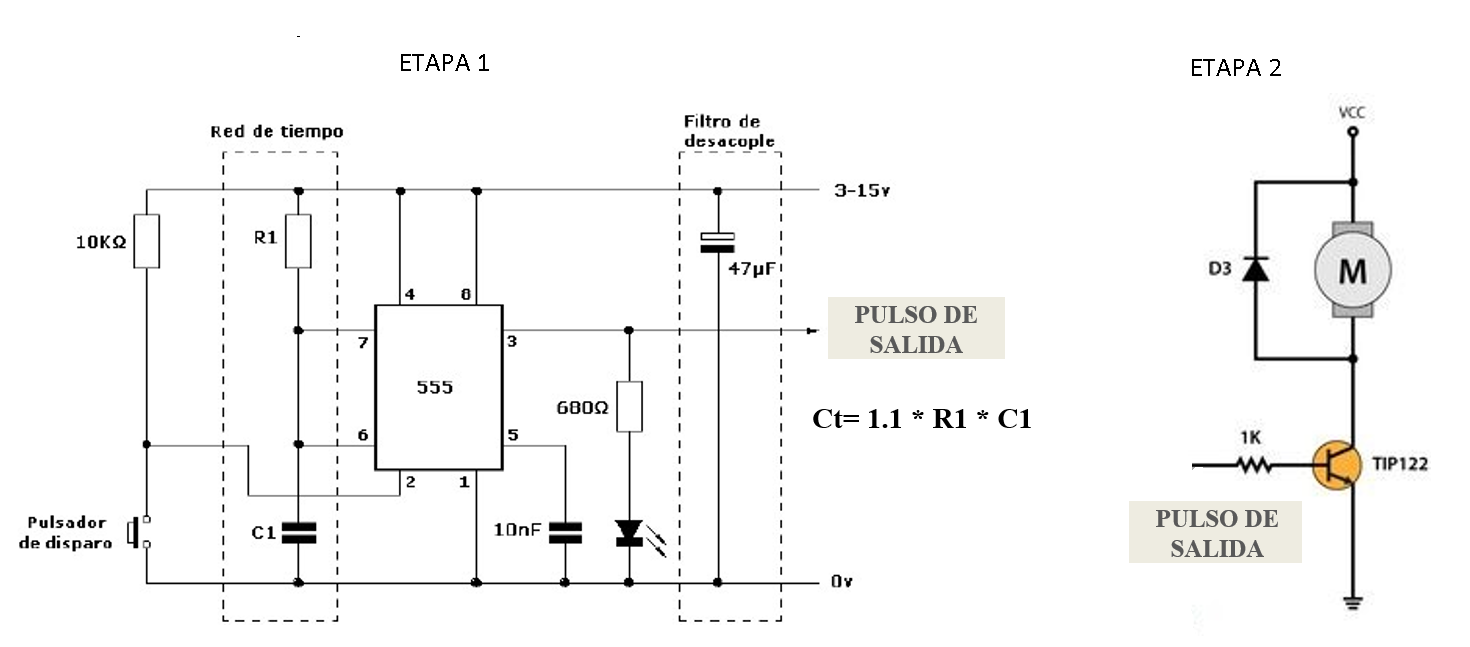 ETAPA 1
ETAPA 2
VCC
Red de tiempo
Filtro de
desacople
3-15v
10KΩ
R1
47µF
D3
M
4
8
7
3
PULSO DE
SALIDA
555
680Ω
Ct= 1.1 * R1 * C1
6
5
1K
TIP122
2
1
Pulsador
de disparo
C1
10nF
PULSO DE
SALIDA
0v